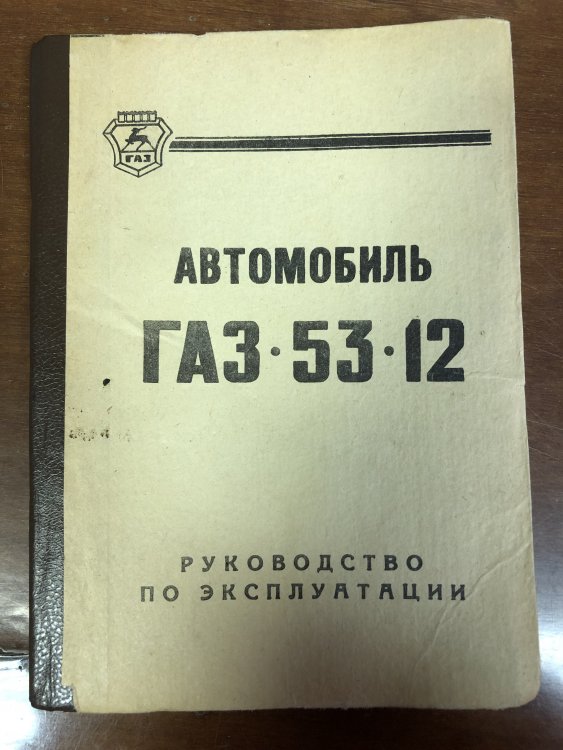 ГАЗ
АВТОМОБИЛЬ
ГАЗ·53·12
РУКОВОДСТВО
ПО ЭКСПЛУАТАЦИИ